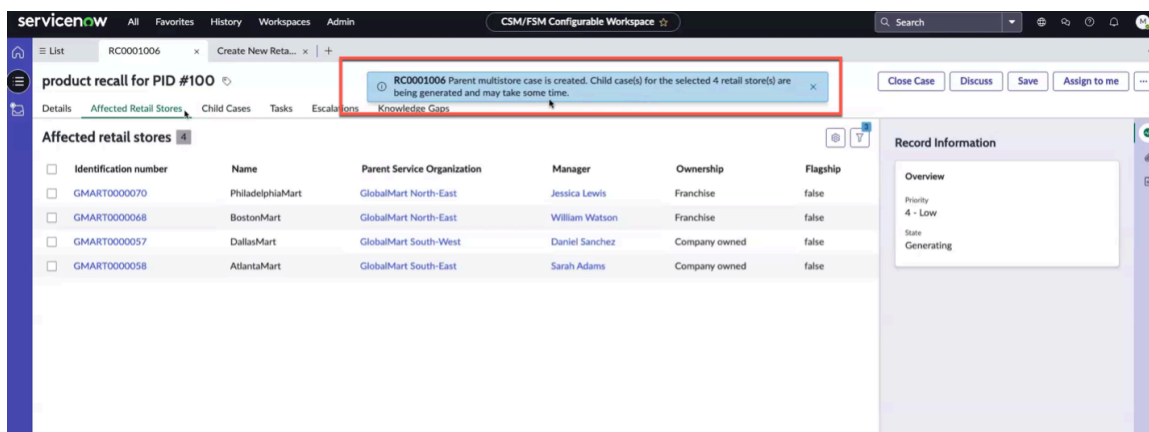 servicenow All Favorites History Workspaces Admin CSM/FSM Configurable Workspace Search M
List RC0001006 × Create New Reta... × +
product recall for PID #100
RC0001006 Parent multistore case is created. Child case(s) for the selected 4 retail store(s) are
being generated and may take some time.
Close Case Discuss Save Assign to me
Details Affected Retail Stores Child Cases Tasks Escalations Knowledge Gaps
Affected retail stores 4
3
Identification number Name Parent Service Organization Manager Ownership Flagship
GMART0000070 PhiladelphiaMart GlobalMart North-East Jessica Lewis Franchise false
GMART0000068 BostonMart GlobalMart North-East William Watson Franchise false
GMART0000057 DallasMart GlobalMart South-West Daniel Sanchez Company owned false
GMART0000058 AtlantaMart GlobalMart South-East Sarah Adams Company owned false
Record Information
Overview
Priority
4 - Low
State
Generating